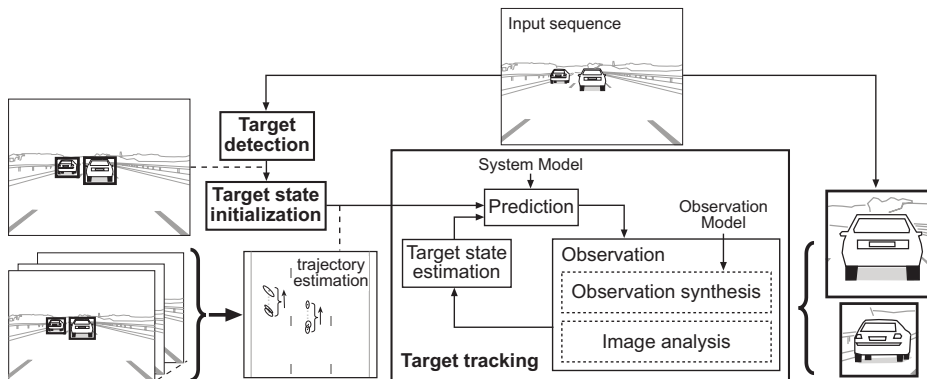 Input sequence
Target
detection
Target state
initialization
System Model
Prediction
Observation
Model
trajectory
estimation
Target state
estimation
Observation
Observation synthesis
Image analysis
Target tracking